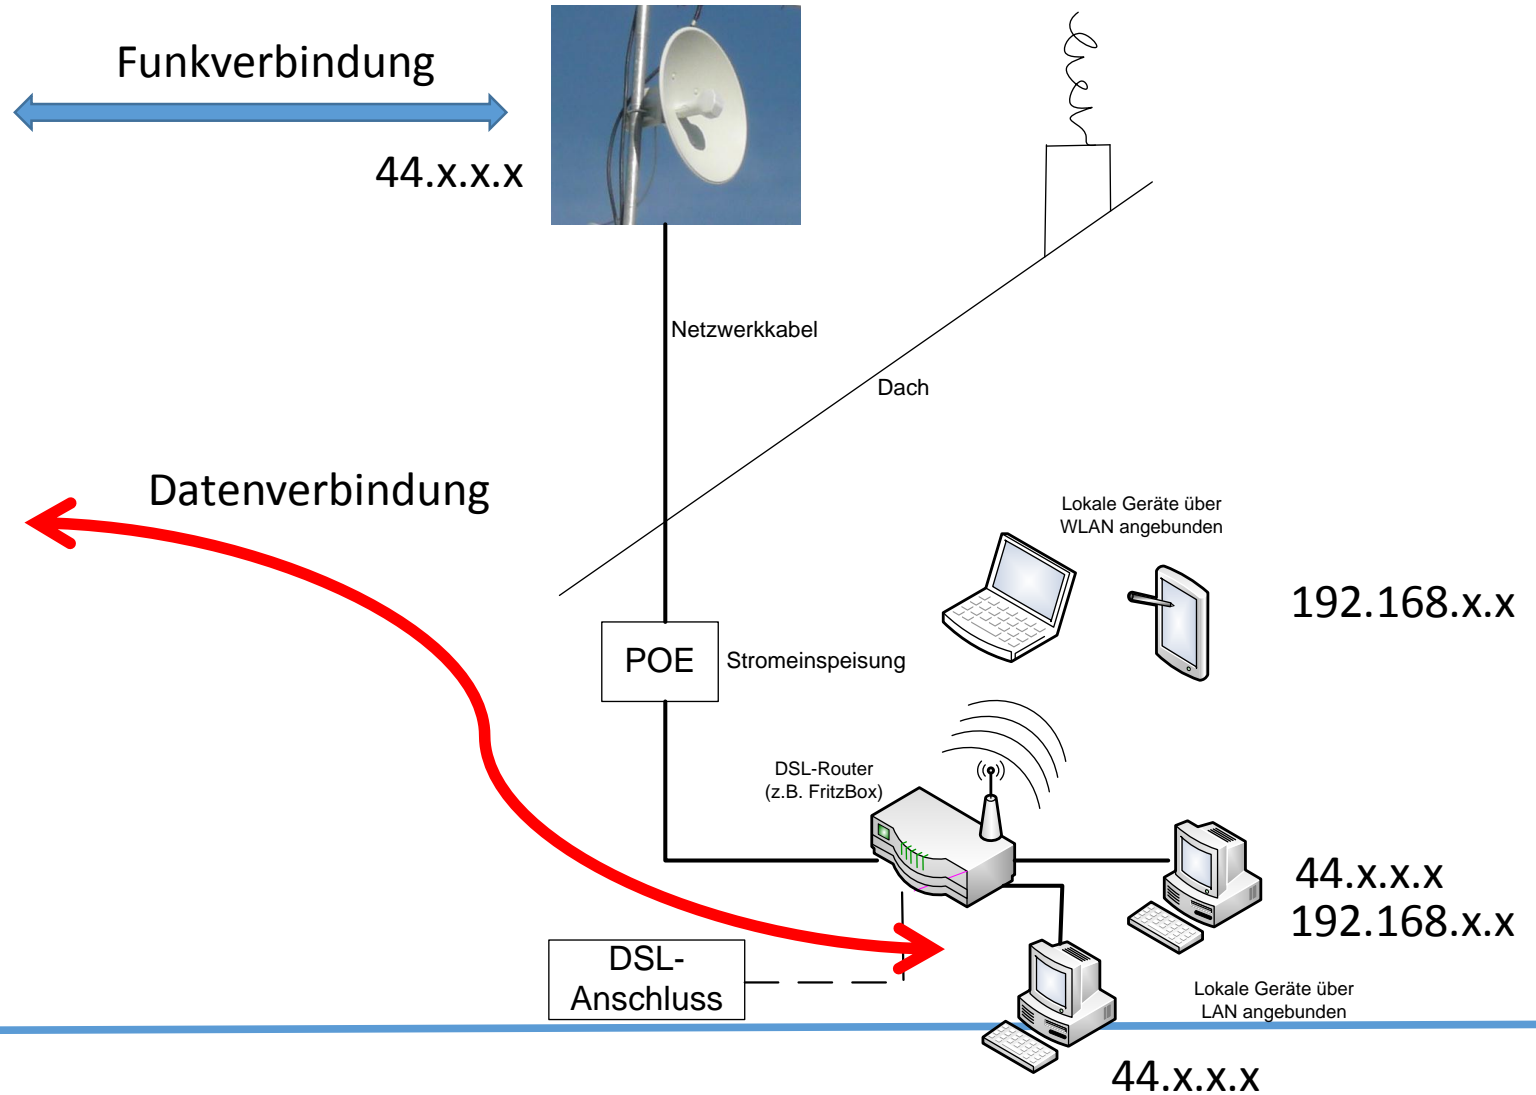 Funkverbindung
44.x.x.x
Netzwerkkabel
Dach
Datenverbindung
Lokale Geräte über
WLAN angebunden
192.168.x.x
POE
Stromeinspeisung
DSL-Router
(z.B. FritzBox)
44.x.x.x
192.168.x.x
DSL-
Anschluss
Lokale Geräte über
LAN angebunden
44.x.x.x